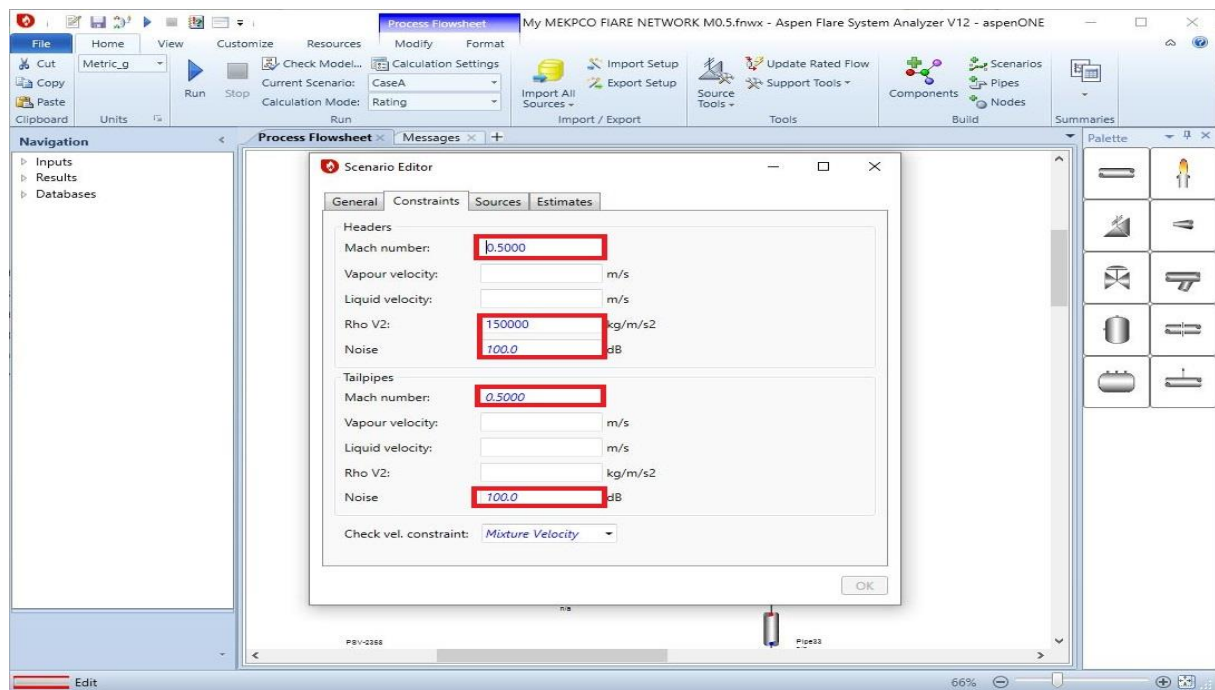 Process Flowsheet
My MEKPCO FIARE NETWORK M0.5.fnwx - Aspen Flare System Analyzer V12 - aspenONE
File Home View Customize Resources Modify Format
Cut
Copy
Paste
Clipboard
Metric_g
Units
Run
Stop
Check Model... Calculation Settings
Current Scenario: CaseA
Calculation Mode: Rating
Run
Import All Sources
Import Setup
Export Setup
Import / Export
Source Tools
Update Rated Flow
Support Tools
Tools
Components
Scenarios
Pipes
Nodes
Build
Summaries
Navigation
Inputs
Results
Databases
Process Flowsheet Messages
Palette
Scenario Editor
General Constraints Sources Estimates
Headers
Mach number: 0.5000
Vapour velocity: m/s
Liquid velocity: m/s
Rho V2: 150000 kg/m/s2
Noise 100.0 dB
Tailpipes
Mach number: 0.5000
Vapour velocity: m/s
Liquid velocity: m/s
Rho V2: kg/m/s2
Noise 100.0 dB
Check vel. constraint: Mixture Velocity
OK
n/a
PSV-2268
Pipe33
Edit
66%